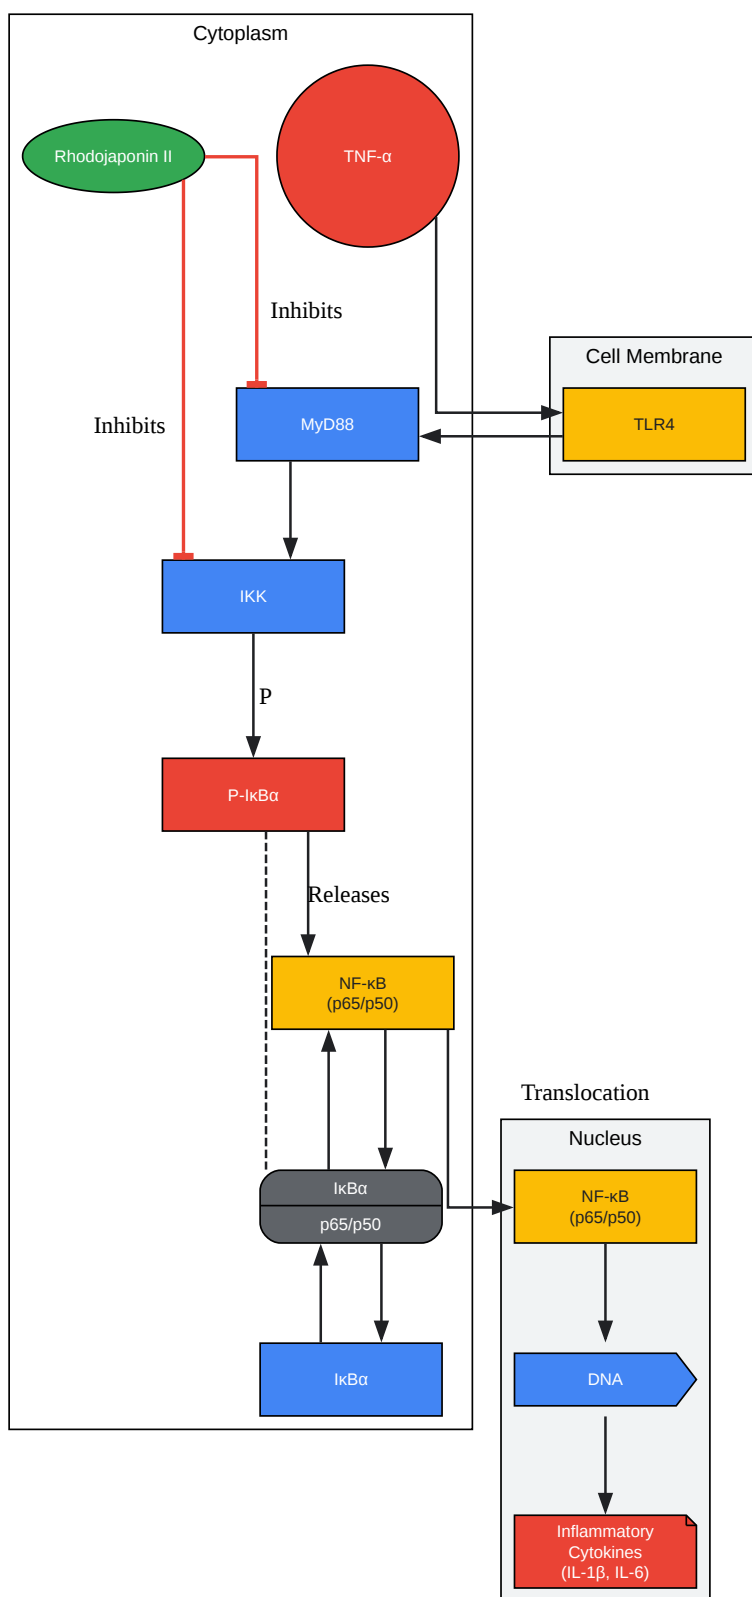 Cytoplasm
Rhodojaponin II
TNF-α
Inhibits
Cell Membrane
MyD88
TLR4
Inhibits
IKK
P
P-IκBα
Releases
NF-κB
(p65/p50)
Translocation
Nucleus
IκBα
p65/p50
NF-κB
(p65/p50)
IκBα
DNA
Inflammatory
Cytokines
(IL-1β, IL-6)